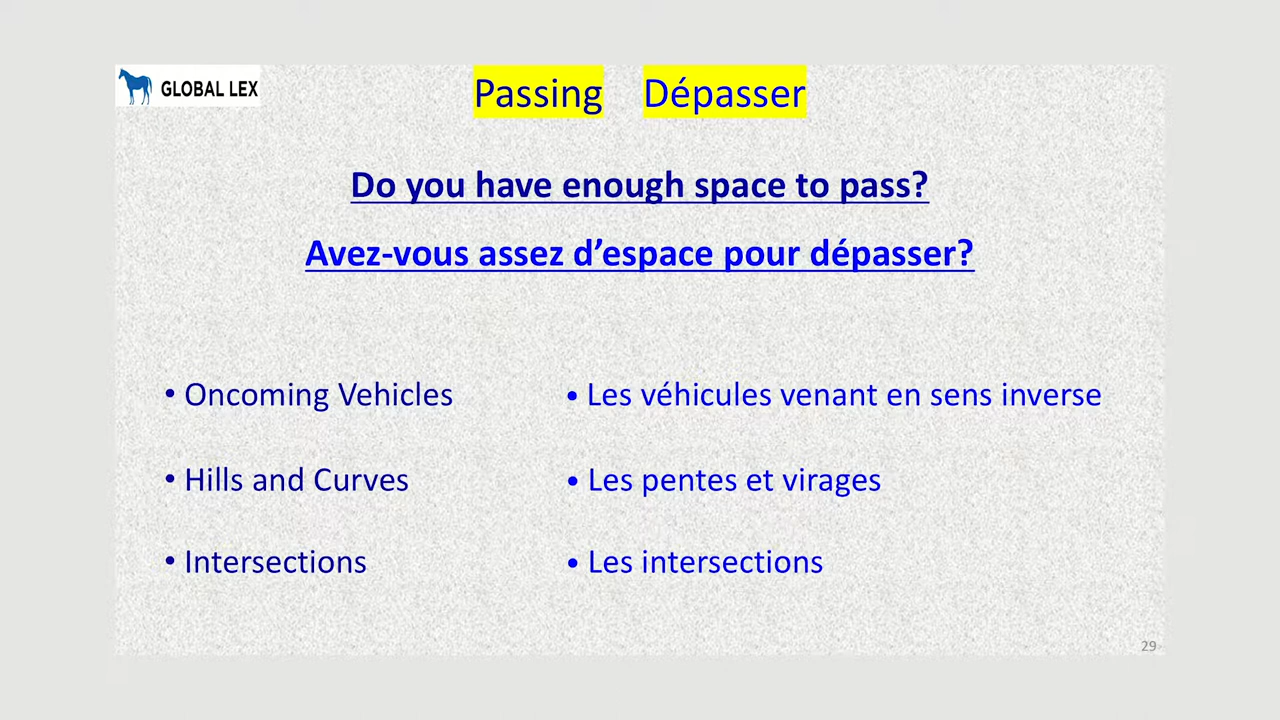 GLOBAL LEX
Passing Dépasser
Do you have enough space to pass?
Avez-vous assez d’espace pour dépasser?
• Oncoming Vehicles
• Les véhicules venant en sens inverse
• Hills and Curves
• Les pentes et virages
• Intersections
• Les intersections
29